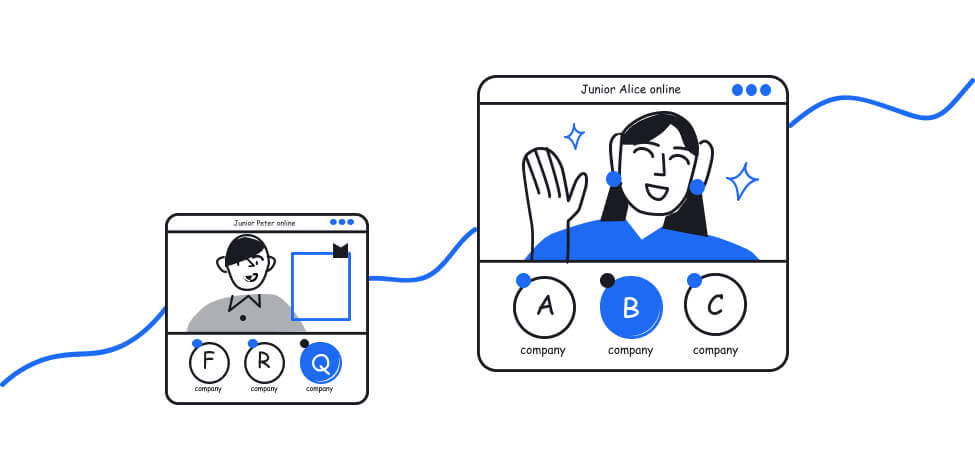 Junior Alice online
A
B
C
company
company
company
Junior Peter online
F
R
Q
company
company
company